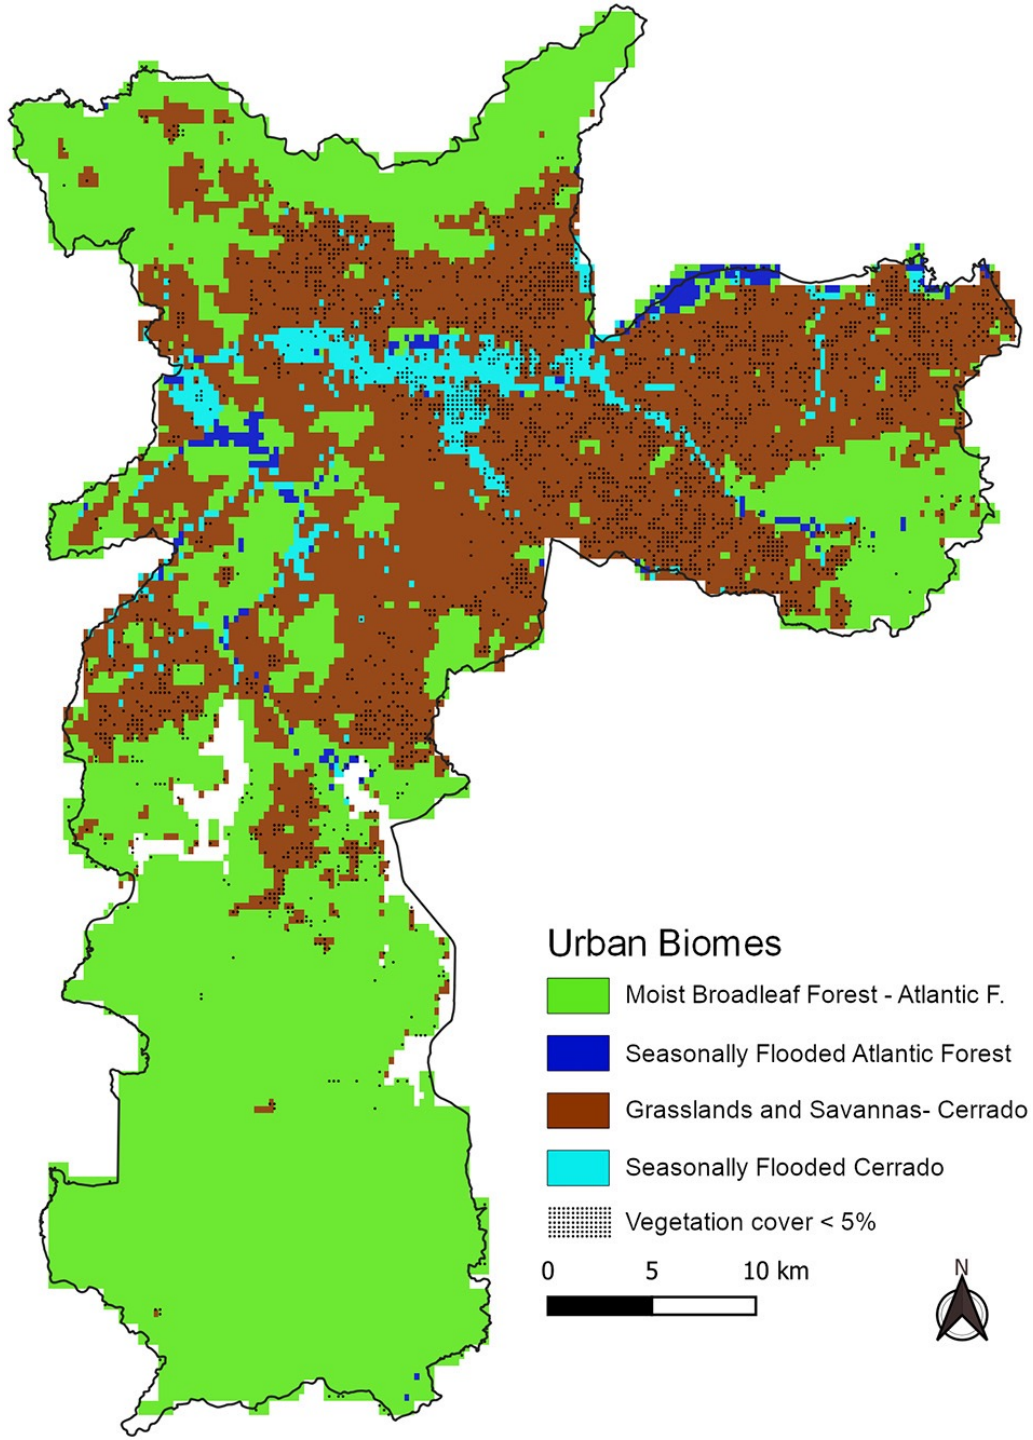 Urban Biomes
Moist Broadleaf Forest - Atlantic F.
Seasonally Flooded Atlantic Forest
Grasslands and Savannas- Cerrado
Seasonally Flooded Cerrado
Vegetation cover < 5%
0 5 10 km
N